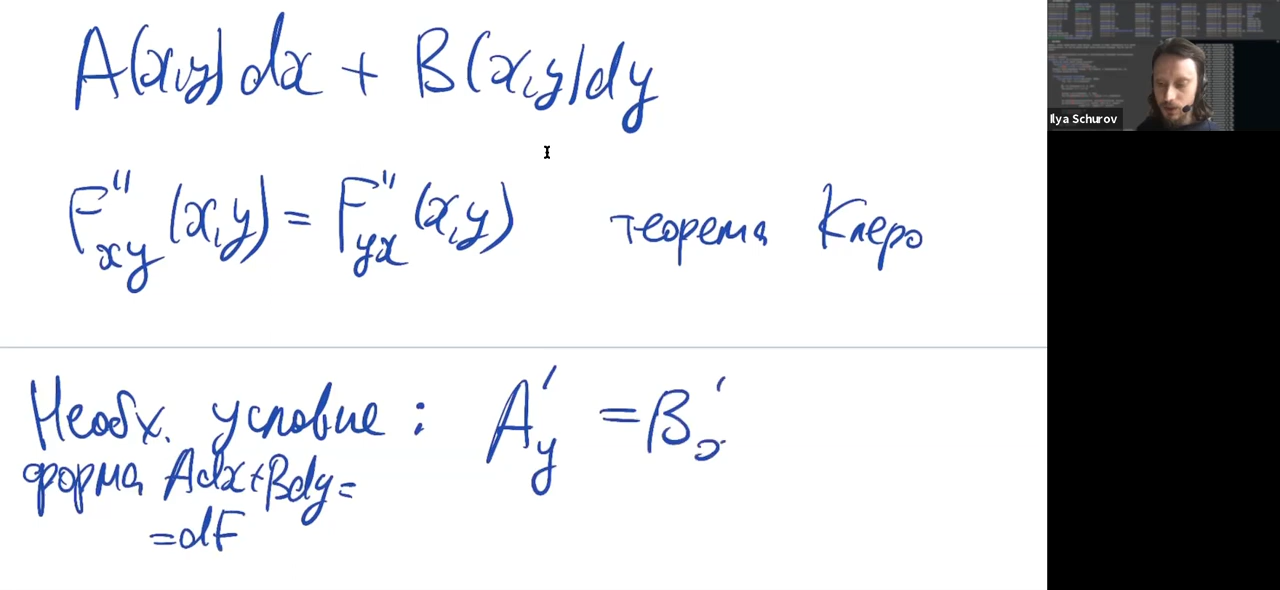 A(x,y)dx + B(x,y)dy
F''xy (x,y) = F''yx (x,y) теорема Клеро
Необх. условие : A'y = B'
форма Adx+Bdy=
=dF
Ilya Schurov